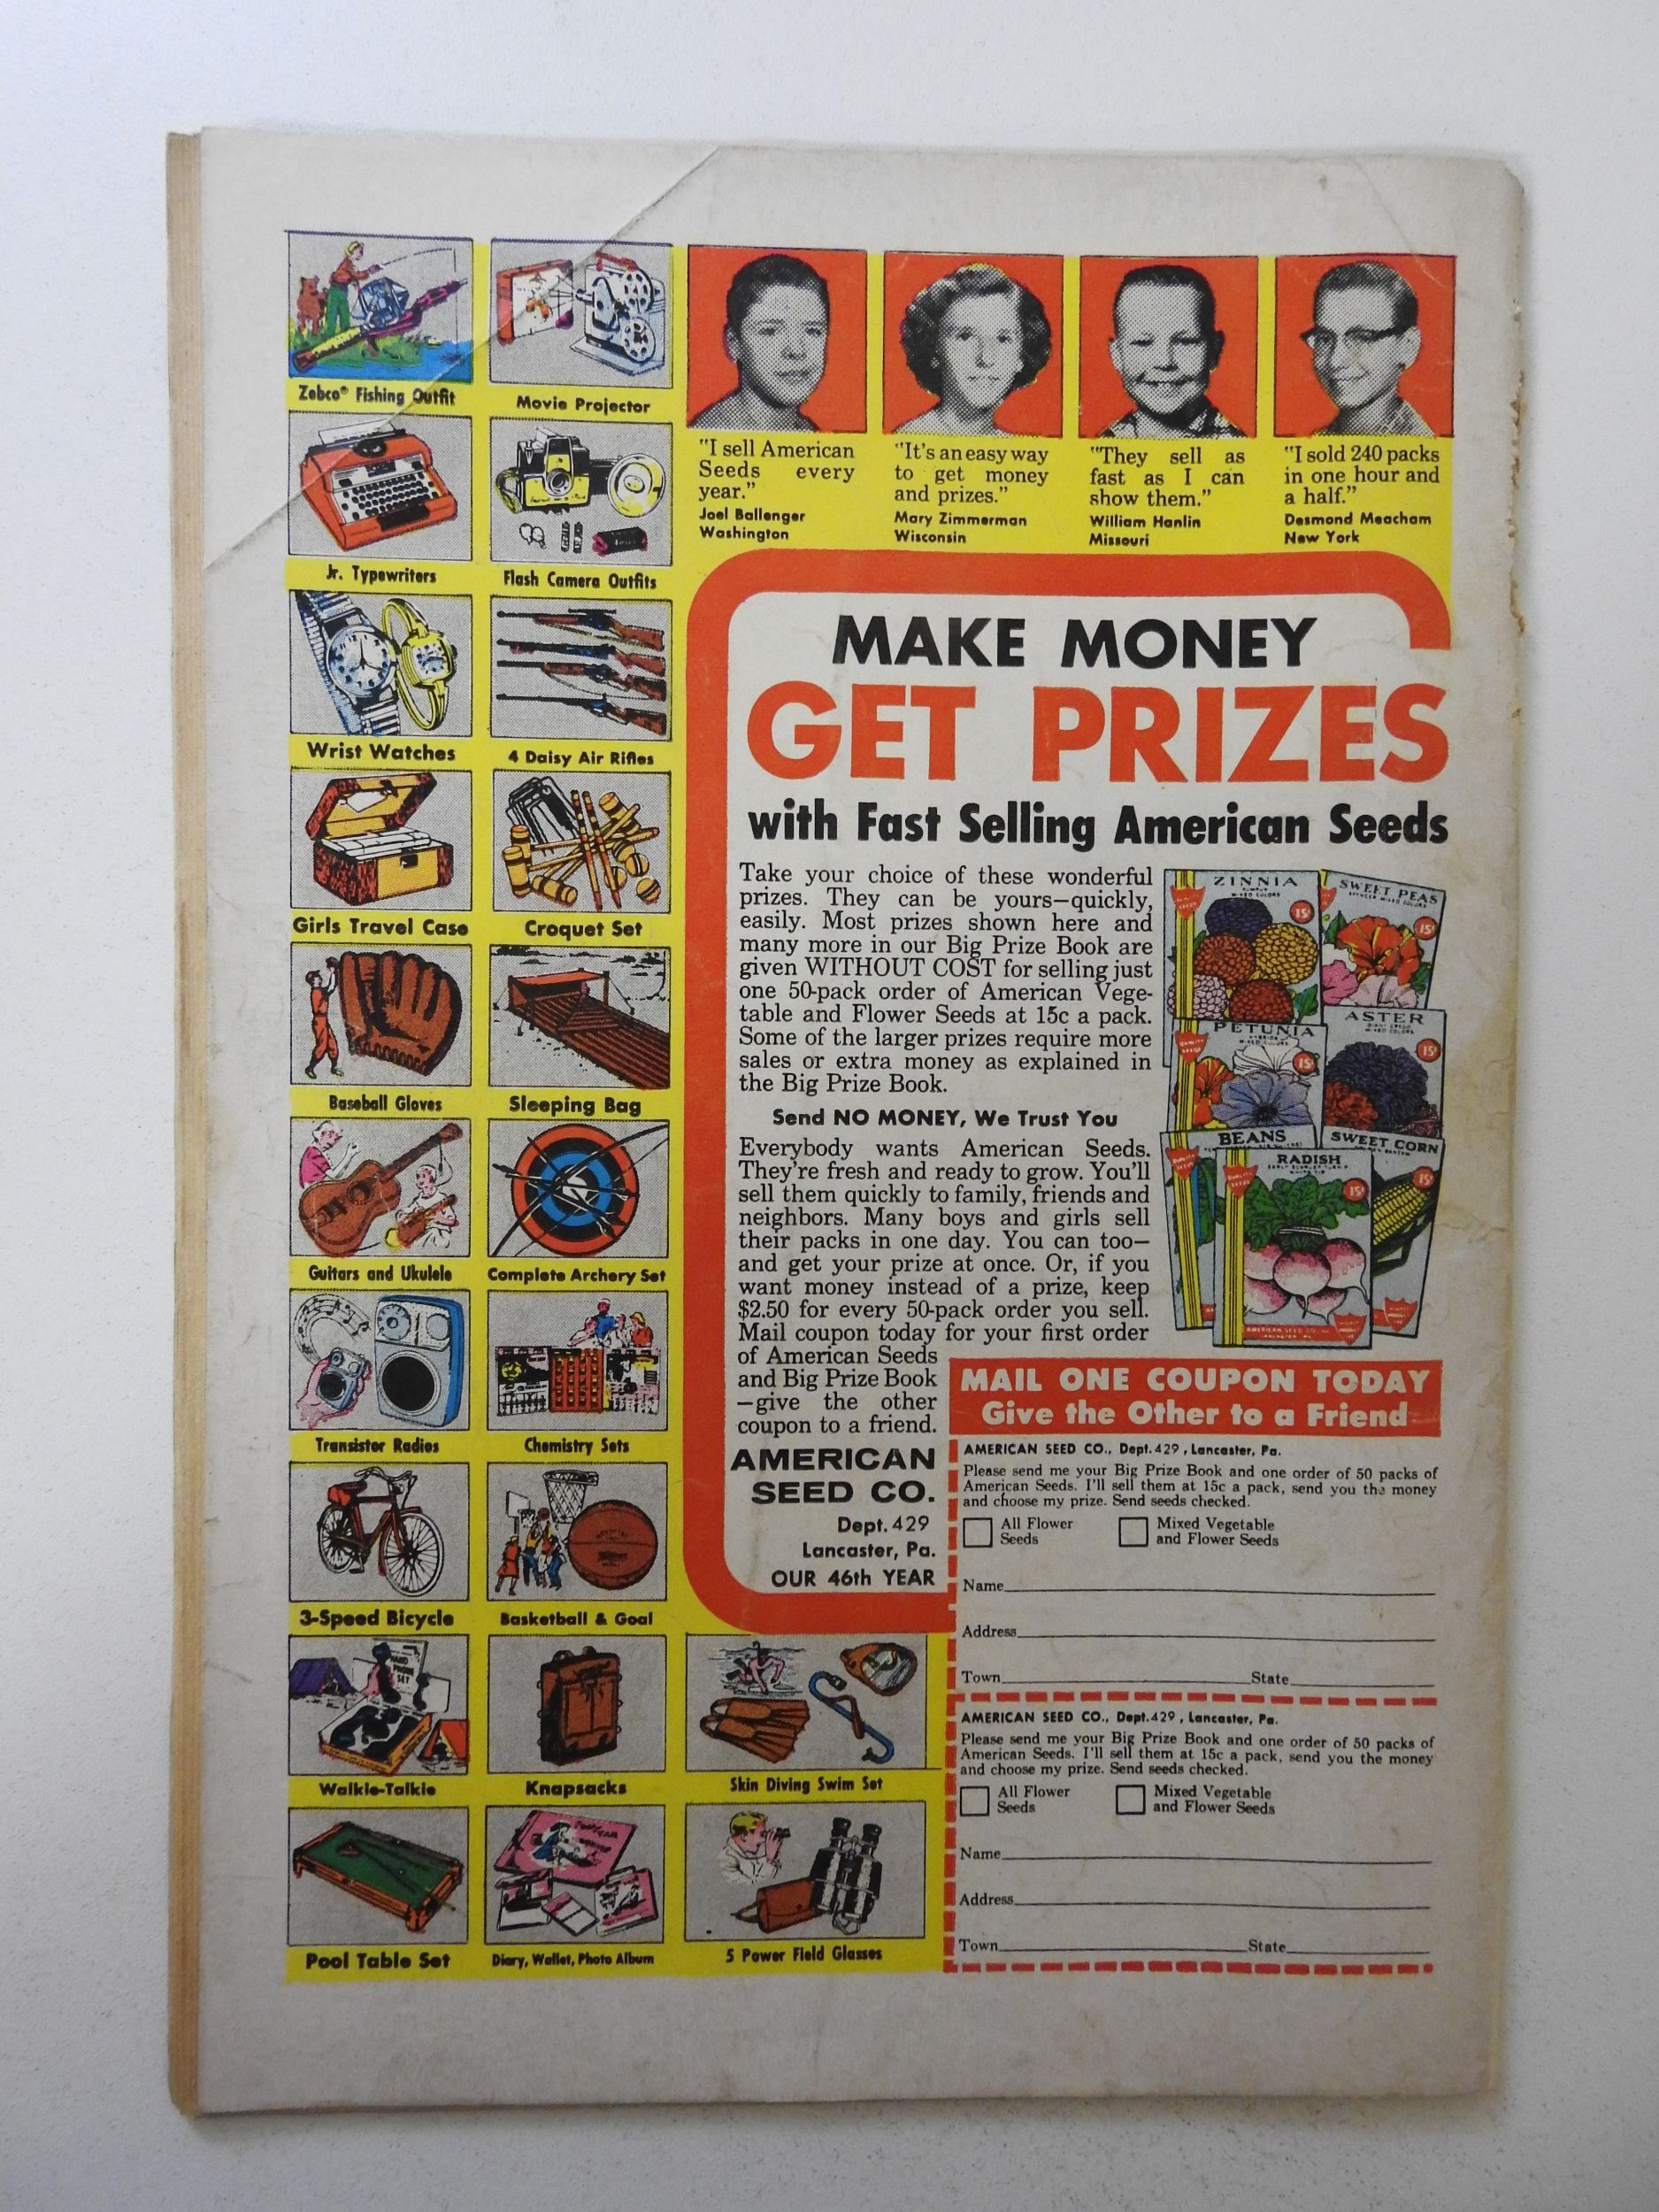 Zebco® Fishing Outfit
Movie Projector
Jr. Typewriters
Flash Camera Outfits
Wrist Watches
4 Daisy Air Rifles
Girls Travel Case
Croquet Set
Baseball Gloves
Sleeping Bag
Guitars and Ukulele
Complete Archery Set
Transistor Radios
Chemistry Sets
3-Speed Bicycle
Basketball & Goal
Walkie-Talkie
Knapsacks
Skin Diving Swim Set
Pool Table Set
Diary, Wallet, Photo Album
5 Power Field Glasses
"I sell American
Seeds every
year."
Joel Ballenger
Washington
"It's an easy way
to get money
and prizes."
Mary Zimmerman
Wisconsin
"They sell as
fast as I can
show them."
William Hanlin
Missouri
"I sold 240 packs
in one hour and
a half."
Desmond Meacham
New York
MAKE MONEY
GET PRIZES
with Fast Selling American Seeds
Take your choice of these wonderful
prizes. They can be yours—quickly,
easily. Most prizes shown here and
many more in our Big Prize Book are
given WITHOUT COST for selling just
one 50-pack order of American Vege-
table and Flower Seeds at 15c a pack.
Some of the larger prizes require more
sales or extra money as explained in
the Big Prize Book.
Send NO MONEY, We Trust You
Everybody wants American Seeds.
They're fresh and ready to grow. You'll
sell them quickly to family, friends and
neighbors. Many boys and girls sell
their packs in one day. You can too—
and get your prize at once. Or, if you
want money instead of a prize, keep
$2.50 for every 50-pack order you sell.
Mail coupon today for your first order
of American Seeds
and Big Prize Book
—give the other
coupon to a friend.
AMERICAN
SEED CO.
Dept. 429
Lancaster, Pa.
OUR 46th YEAR
ZINNIA
MIXED COLORS
15¢
SWEET PEAS
15¢
PETUNIA
15¢
ASTER
15¢
BEANS
SWEET CORN
15¢
RADISH
15¢
AMERICAN SEED CO.
MAIL ONE COUPON TODAY
Give the Other to a Friend
AMERICAN SEED CO., Dept. 429, Lancaster, Pa.
Please send me your Big Prize Book and one order of 50 packs of
American Seeds. I'll sell them at 15c a pack, send you the money
and choose my prize. Send seeds checked.
All Flower
Seeds
Mixed Vegetable
and Flower Seeds
Name
Address
Town State
AMERICAN SEED CO., Dept. 429, Lancaster, Pa.
Please send me your Big Prize Book and one order of 50 packs of
American Seeds. I'll sell them at 15c a pack, send you the money
and choose my prize. Send seeds checked.
All Flower
Seeds
Mixed Vegetable
and Flower Seeds
Name
Address
Town State